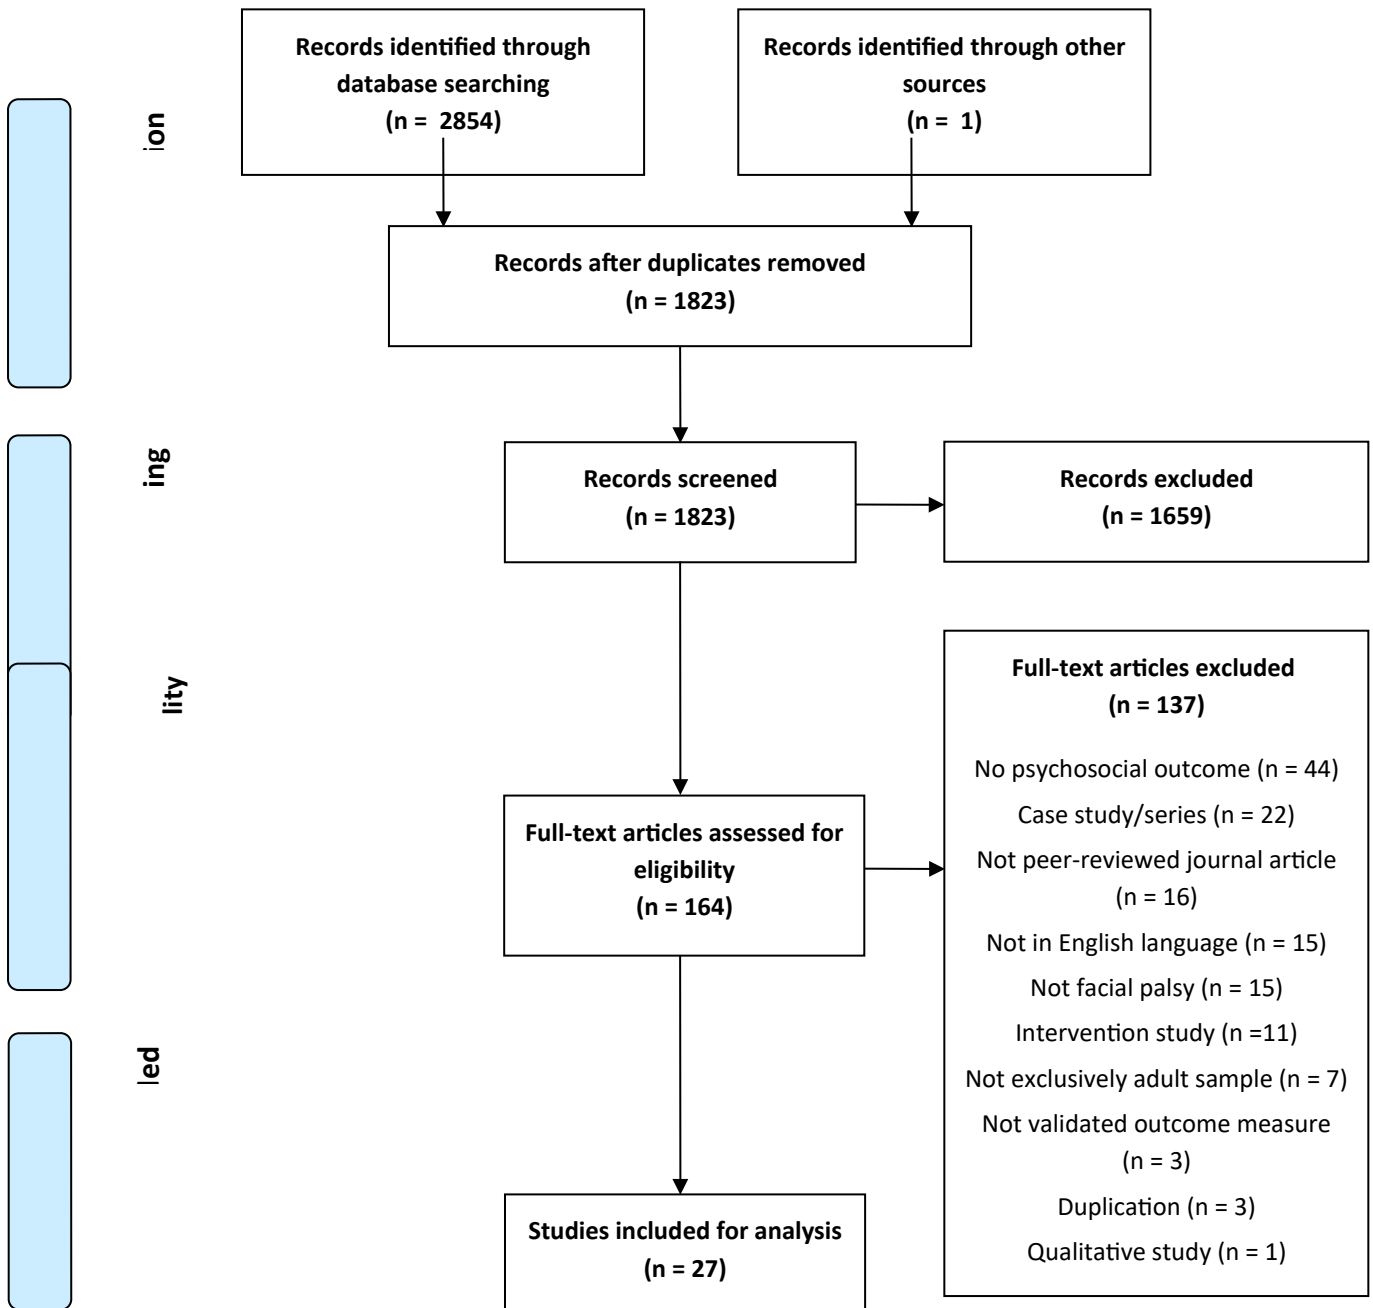 Records identified through
database searching
(n =  2854)
Records identified through other
sources
(n =  1)
ion
Records after duplicates removed
(n = 1823)
ing
Records screened
(n = 1823)
Records excluded
(n = 1659)
lity
Full-text articles assessed for
eligibility
(n = 164)
Full-text articles excluded
(n = 137)
No psychosocial outcome (n = 44)
Case study/series (n = 22)
Not peer-reviewed journal article
(n = 16)
Not in English language (n = 15)
Not facial palsy (n = 15)
Intervention study (n =11)
Not exclusively adult sample (n = 7)
Not validated outcome measure
(n = 3)
Duplication (n = 3)
Qualitative study (n = 1)
led
Studies included for analysis
(n = 27)